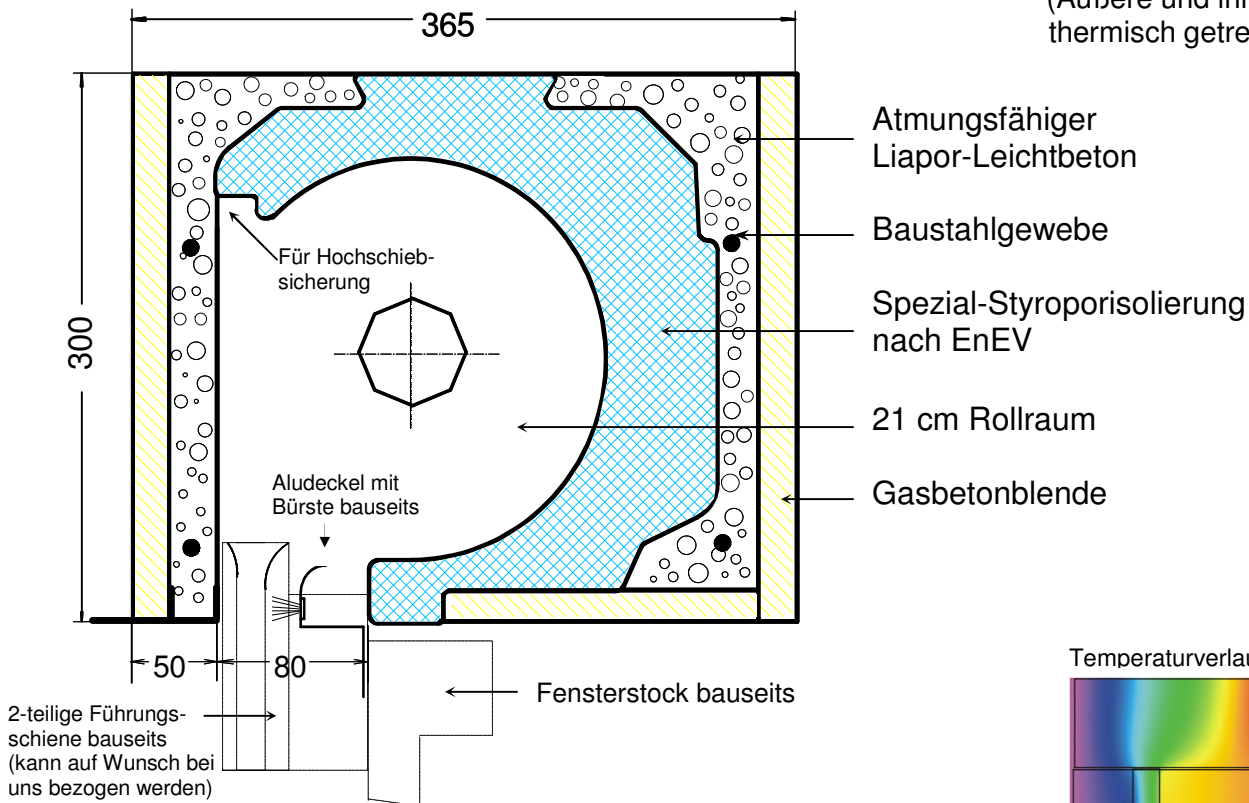 365
(Äußere und
thermisch
300
Atmungsfähiger
Liapor-Leichtbeton
Baustahlgewebe
Für Hochschieb-
sicherung
Spezial-Styroporisolierung
nach EnEV
21 cm Rollraum
Aludeckel mit
Bürste bauseits
Gasbetonblende
50
80
Fensterstock bauseits
2-teilige Führungs-
schiene bauseits
(kann auf Wunsch bei
uns bezogen werden)